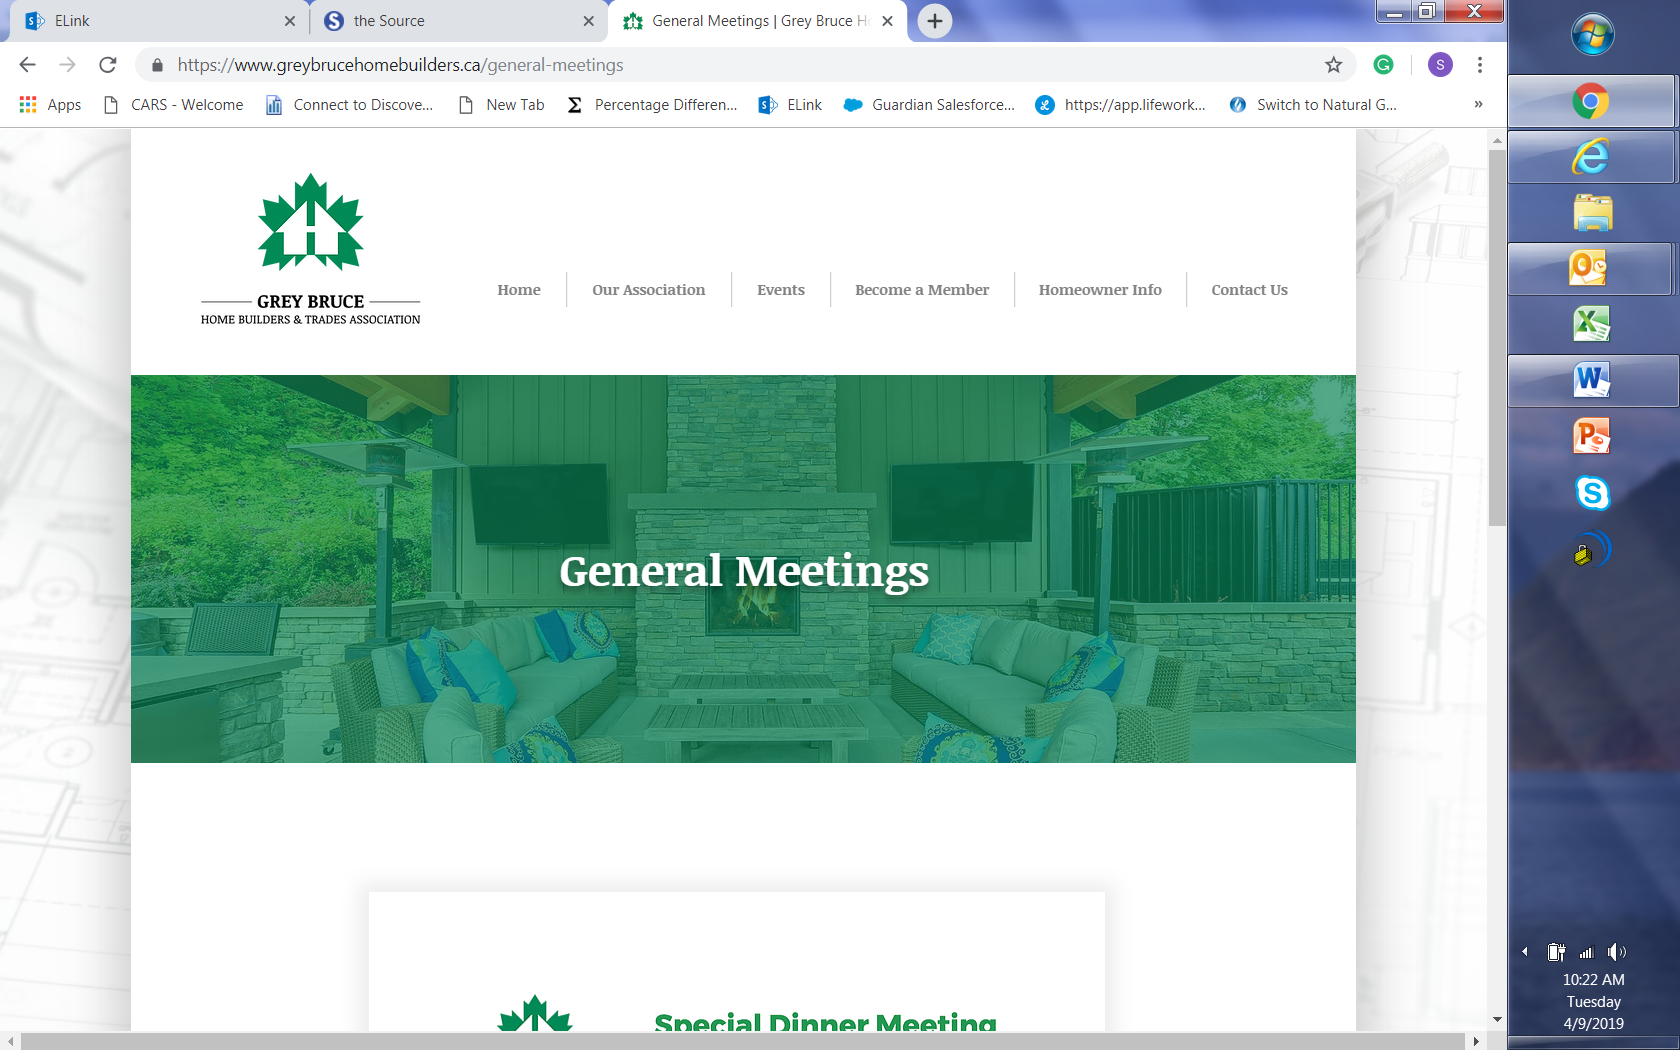 ELink
the Source
General Meetings | Grey Bruce Ho
https://www.greybrucehomebuilders.ca/general-meetings
S
Apps
CARS - Welcome
Connect to Discove...
New Tab
Percentage Differen...
ELink
Guardian Salesforce...
https://app.lifework...
Switch to Natural G...
»
GREY BRUCE
HOME BUILDERS & TRADES ASSOCIATION
Home
Our Association
Events
Become a Member
Homeowner Info
Contact Us
General Meetings
Special Dinner Meeting
10:22 AM
Tuesday
4/9/2019